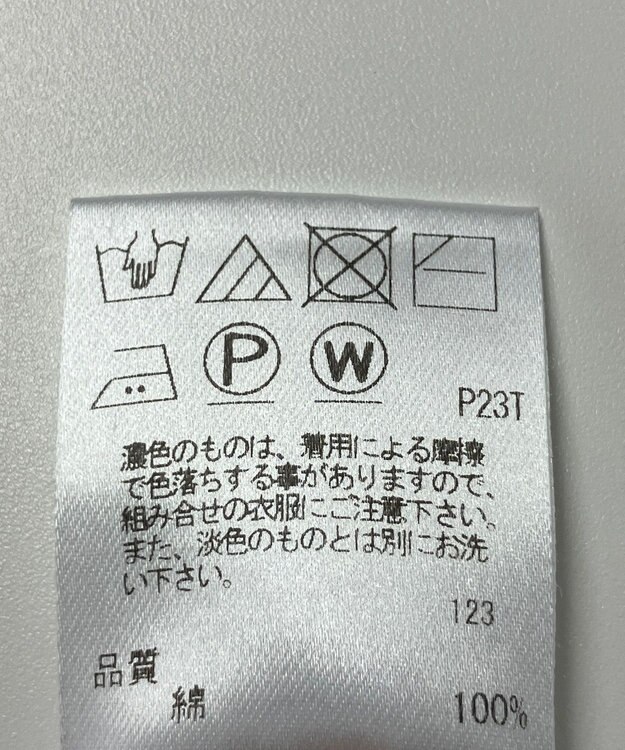 P W
P23T
濃色のものは、着用による摩擦
で色落ちする事がありますので、
組み合せの衣服にご注意下さい。
また、淡色のものとは別にお洗
い下さい。
123
品質
綿 100%